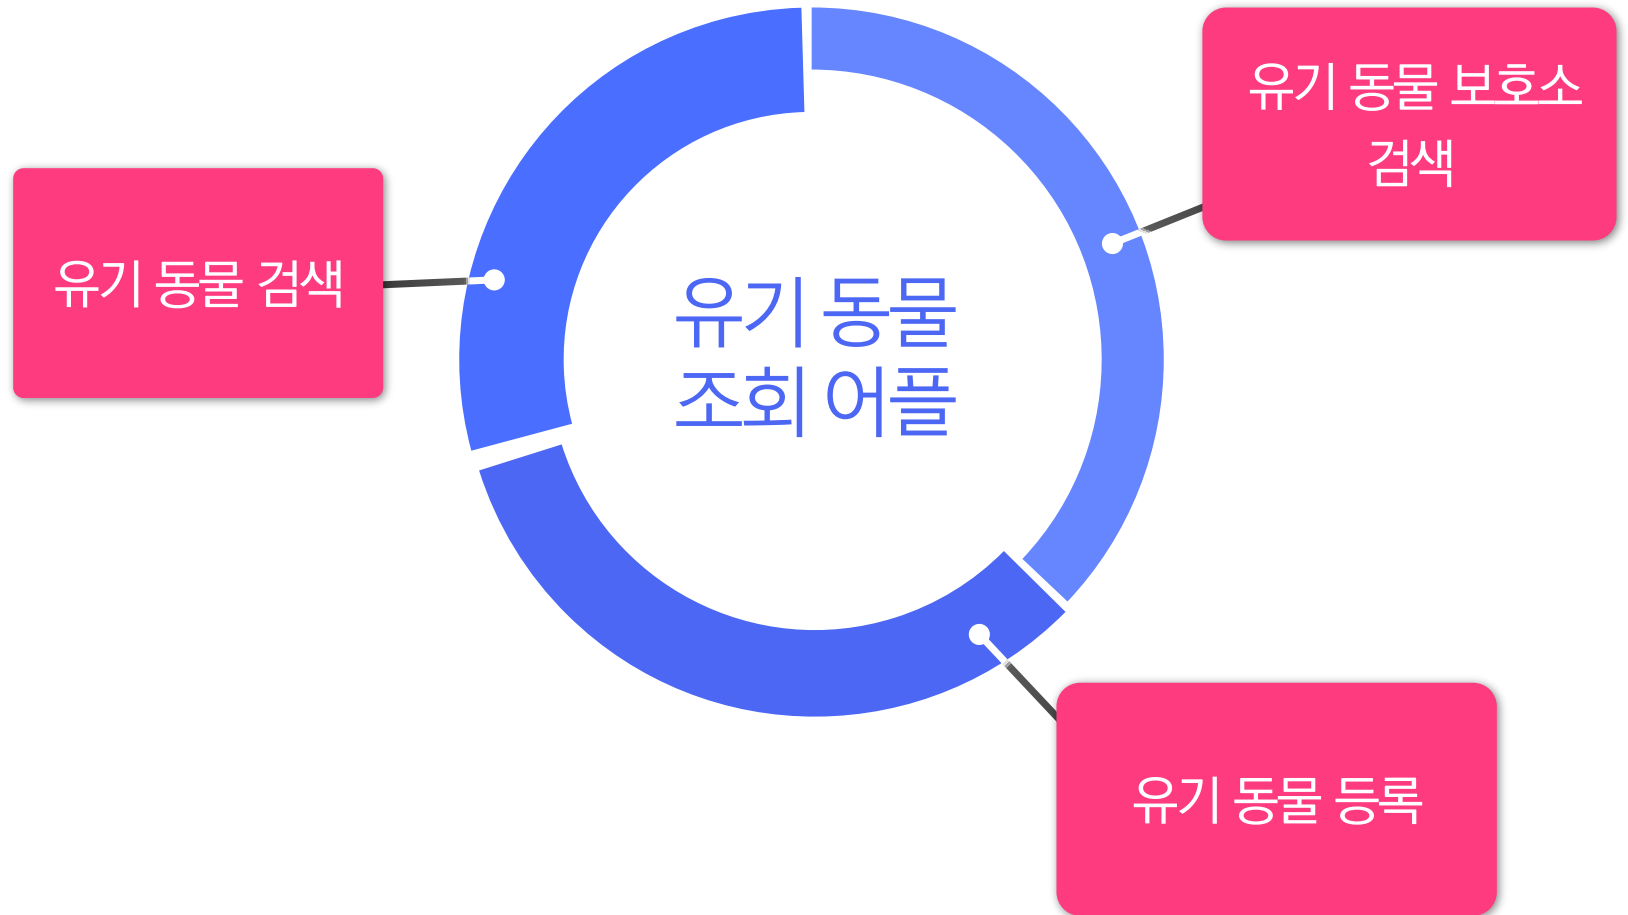 유기 동물 보호소
검색
유기 동물 검색
유기 동물
조회 어플
유기 동물 등록